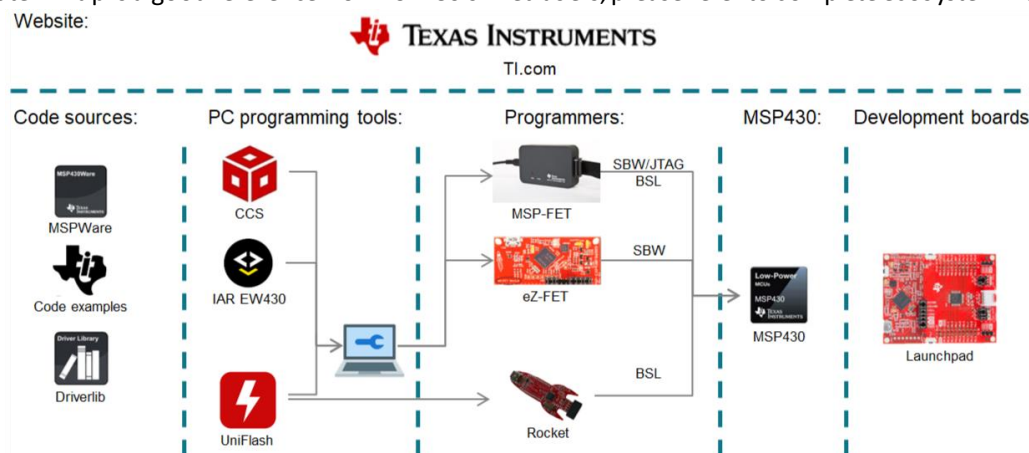 Website:
TEXAS INSTRUMENTS
TI.com
Code sources:
PC programming tools:
Programmers:
MSP430:
Development boards
MSP430Ware
TEXAS INSTRUMENTS
MSPWare
Code examples
Driver Library
Driverlib
CCS
IAR EW430
UniFlash
MSP-FET
eZ-FET
Rocket
SBW/JTAG
BSL
SBW
BSL
Low-Power
MCUs
MSP430
TEXAS INSTRUMENTS
MSP430
Launchpad